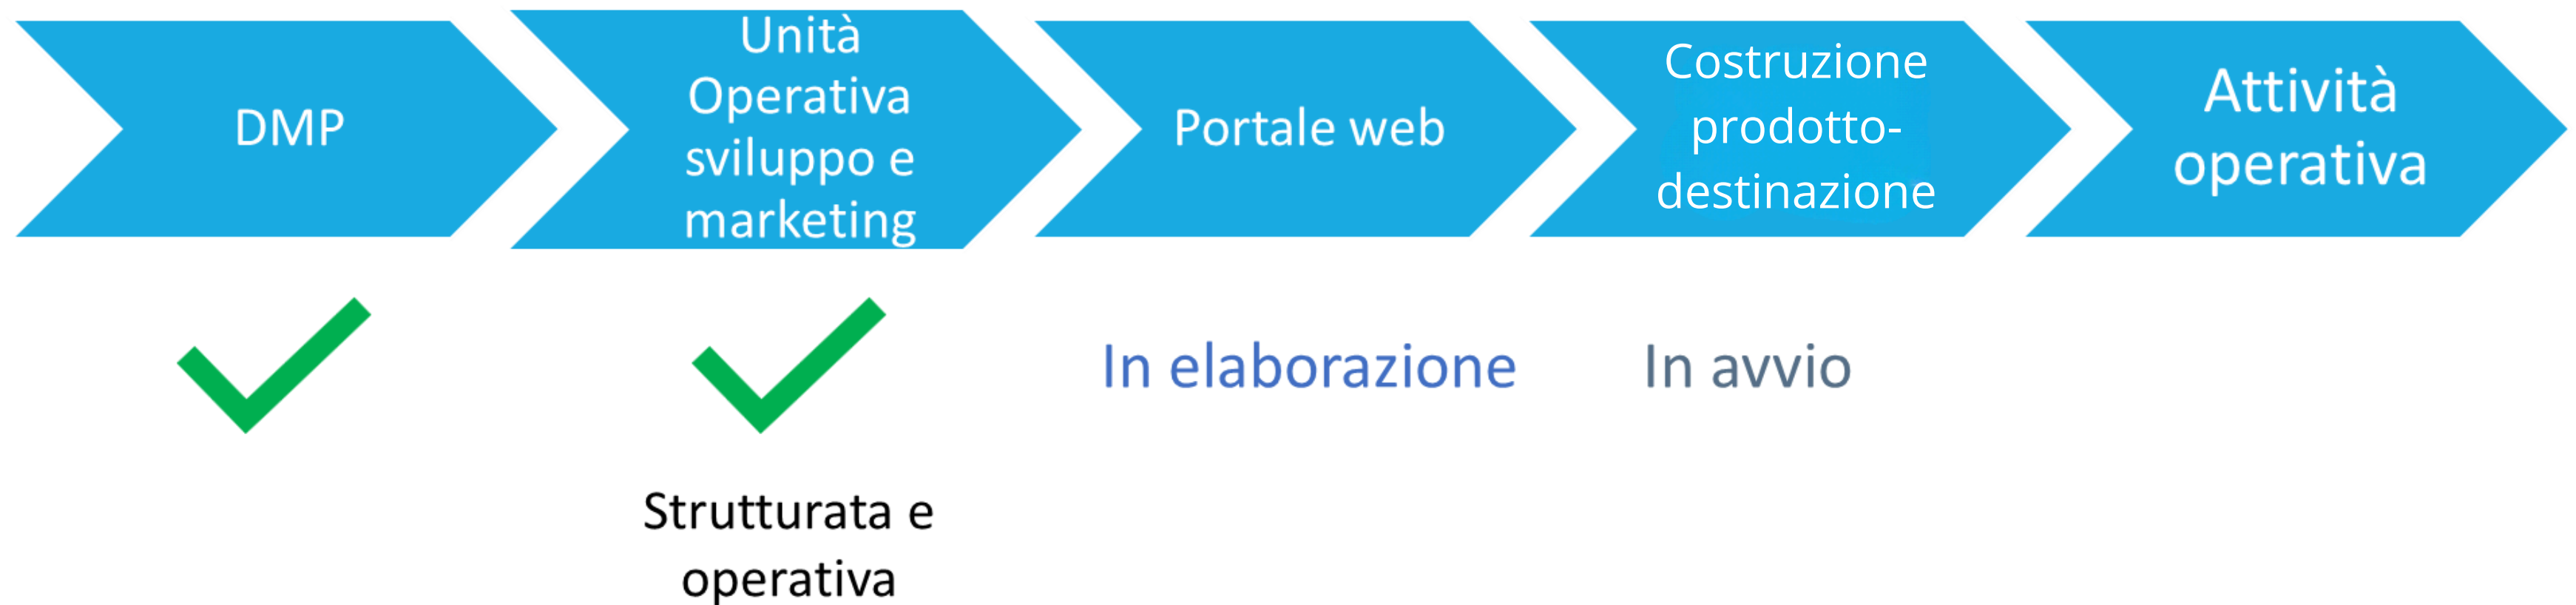 DMP
Unità
Operativa
sviluppo e
marketing
Portale web
Costruzione
prodotto-
destinazione
Attività
operativa
In elaborazione
In avvio
Strutturata e
operativa